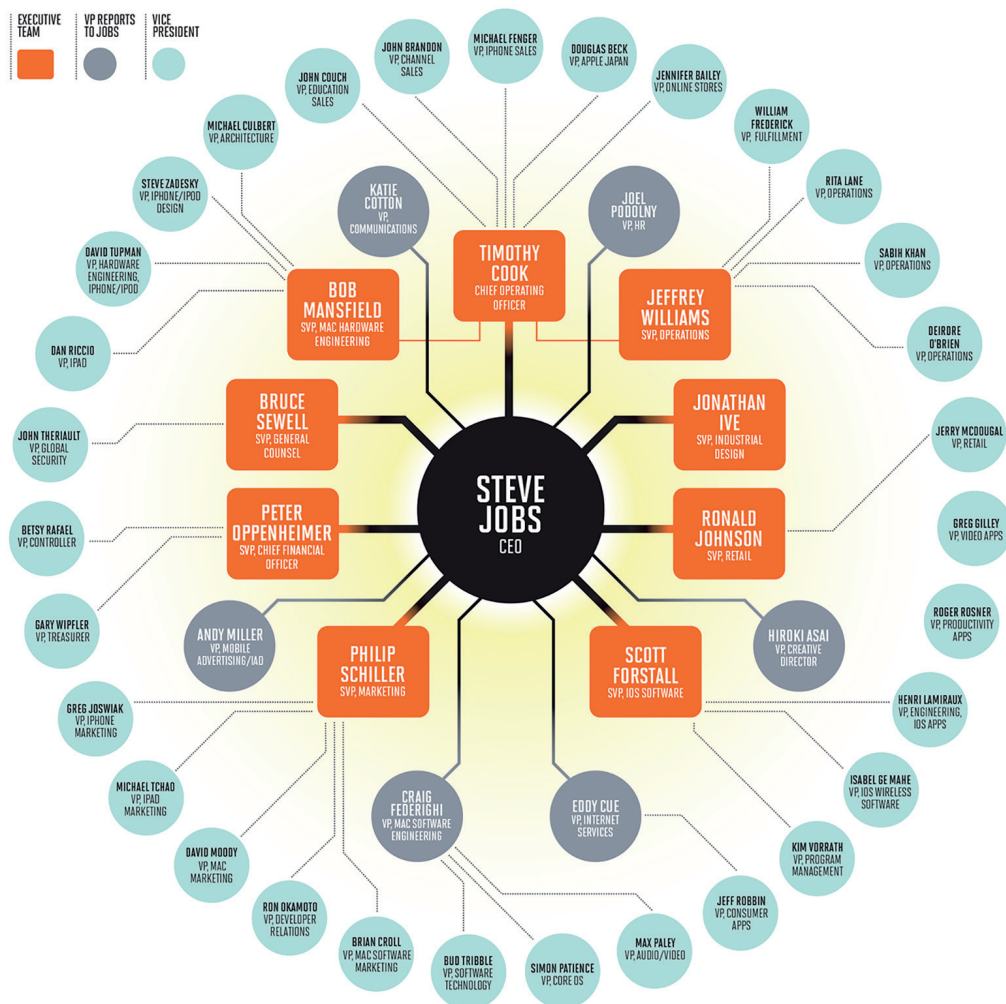 EXECUTIVE
TEAM
VP REPORTS
TO JOBS
VICE
PRESIDENT
MICHAEL FENGER
VP, IPHONE SALES
JOHN BRANDON
VP, CHANNEL
SALES
DOUGLAS BECK
VP, APPLE JAPAN
JOHN COUCH
VP, EDUCATION
SALES
JENNIFER BAILEY
VP, ONLINE STORES
MICHAEL CULBERT
VP, ARCHITECTURE
WILLIAM
FREDERICK
VP, FULFILLMENT
STEVE ZADESKY
VP, IPHONE/IPOD
DESIGN
KATIE
COTTON
VP,
COMMUNICATIONS
JOEL
PODOLNY
VP, HR
RITA LANE
VP, OPERATIONS
DAVID TUPMAN
VP, HARDWARE
ENGINEERING,
IPHONE/IPOD
TIMOTHY
COOK
CHIEF OPERATING
OFFICER
SABIH KHAN
VP, OPERATIONS
BOB
MANSFIELD
SVP, MAC HARDWARE
ENGINEERING
JEFFREY
WILLIAMS
SVP, OPERATIONS
DAN RICCIO
VP, IPAD
DEIRDRE
O'BRIEN
VP, OPERATIONS
BRUCE
SEWELL
SVP, GENERAL
COUNSEL
JONATHAN
IVE
SVP, INDUSTRIAL
DESIGN
JOHN THERIAULT
VP, GLOBAL
SECURITY
JERRY MCDOUGAL
VP, RETAIL
STEVE
JOBS
CEO
PETER
OPPENHEIMER
SVP, CHIEF FINANCIAL
OFFICER
RONALD
JOHNSON
SVP, RETAIL
BETSY RAFAEL
VP, CONTROLLER
GREG GILLEY
VP, VIDEO APPS
GARY WIPFLER
VP, TREASURER
ROGER ROSNER
VP, PRODUCTIVITY
APPS
ANDY MILLER
VP, MOBILE
ADVERTISING/IAD
HIROKI ASAI
VP, CREATIVE
DIRECTOR
PHILIP
SCHILLER
SVP, MARKETING
SCOTT
FORSTALL
SVP, IOS SOFTWARE
GREG JOSWIAK
VP, IPHONE
MARKETING
HENRI LAMIRAUX
VP, ENGINEERING,
IOS APPS
MICHAEL TCHAO
VP, IPAD
MARKETING
ISABEL GE MAHE
VP, IOS WIRELESS
SOFTWARE
CRAIG
FEDERIGHI
VP, MAC SOFTWARE
ENGINEERING
EDDY CUE
VP, INTERNET
SERVICES
DAVID MOODY
VP, MAC
MARKETING
KIM VORRATH
VP, PROGRAM
MANAGEMENT
RON OKAMOTO
VP, DEVELOPER
RELATIONS
JEFF ROBBIN
VP, CONSUMER
APPS
BRIAN CROLL
VP, MAC SOFTWARE
MARKETING
MAX PALEY
VP, AUDIO/VIDEO
BUD TRIBBLE
VP, SOFTWARE
TECHNOLOGY
SIMON PATIENCE
VP, CORE OS